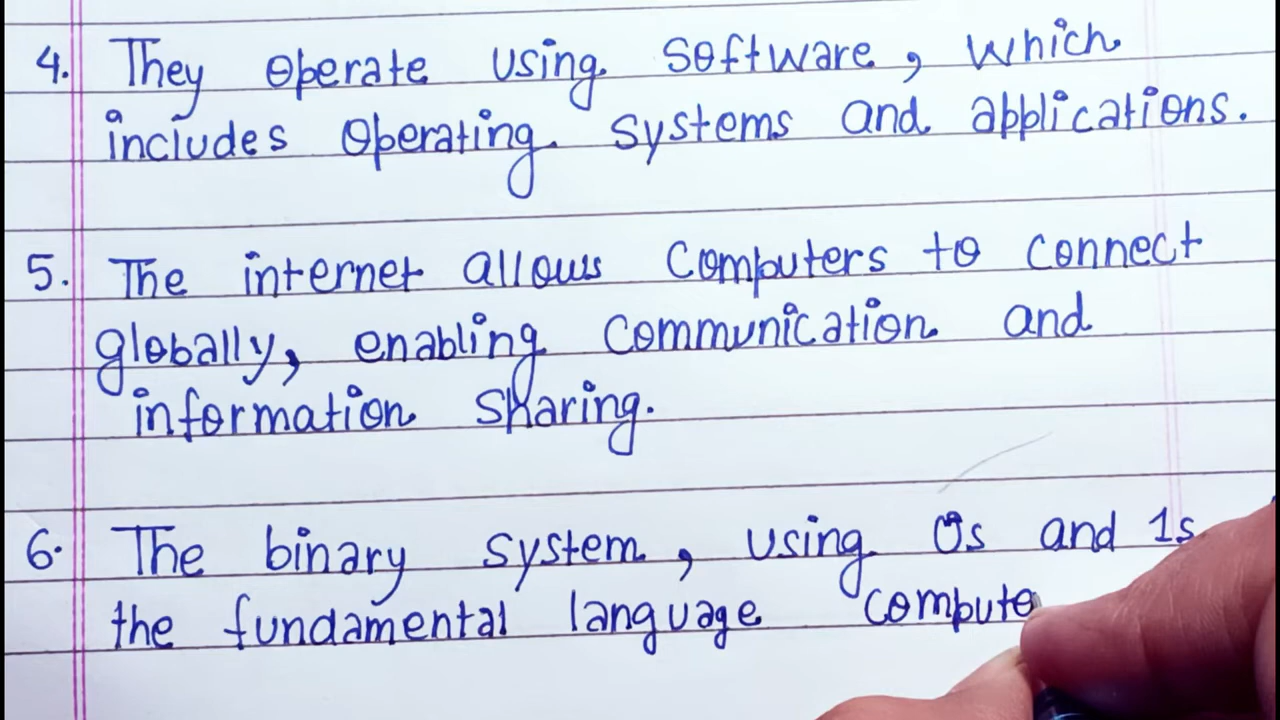 4. They operate using software, which
includes operating systems and applications.
5. The internet allows computers to connect
globally, enabling communication and
information sharing.
6. The binary system, using 0s and 1s
the fundamental language compute